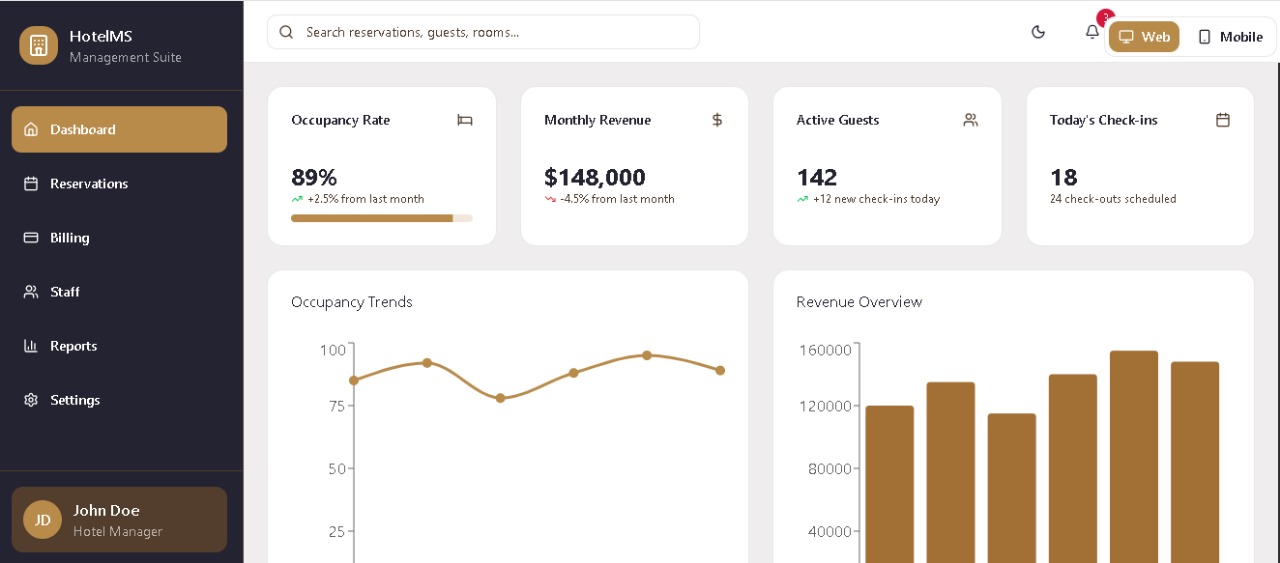 HotelMS
Management Suite
Dashboard
Reservations
Billing
Staff
Reports
Settings
JD
John Doe
Hotel Manager
Search reservations, guests, rooms...
Web
Mobile
Occupancy Rate
89%
+2.5% from last month
Monthly Revenue
$148,000
-4.5% from last month
Active Guests
142
+12 new check-ins today
Today's Check-ins
18
24 check-outs scheduled
Occupancy Trends
100
75
50
25
Revenue Overview
160000
120000
80000
40000